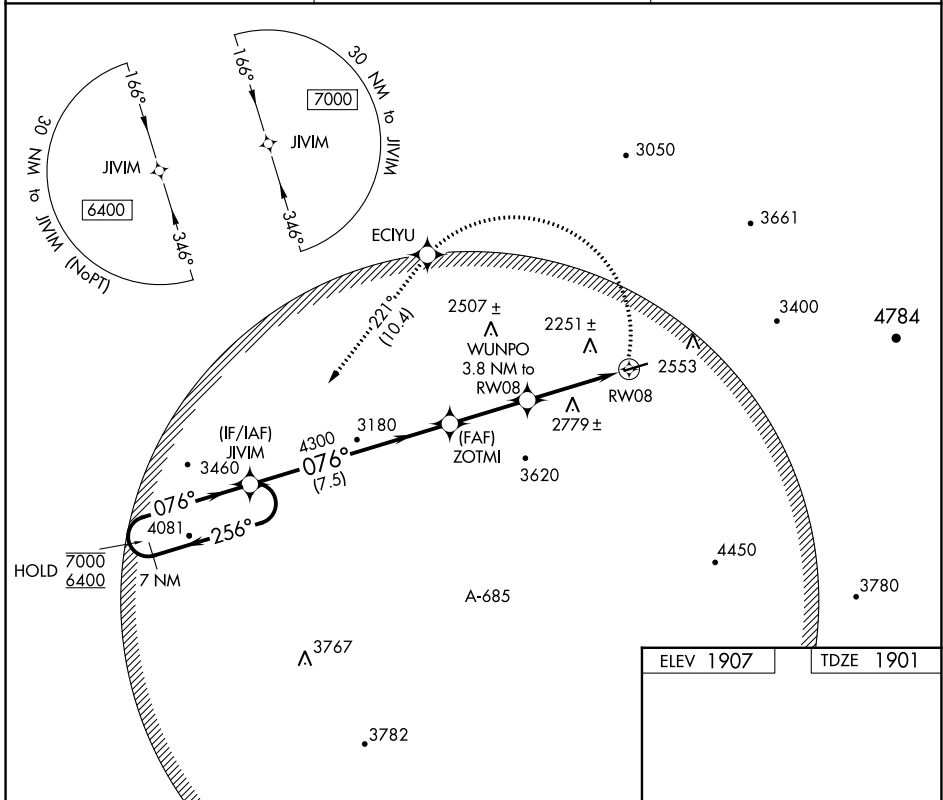 166°
30 NM to JIVIM (NoPT)
JIVIM
6400
346°
166°
30 NM to JIVIM
7000
JIVIM
346°
3050
3661
ECIYU
3400
4784
221°
(10.4)
2507 ±
2251 ±
WUNPO
3.8 NM to
RW08
2553
RW08
2779 ±
(IF/IAF)
JIVIM
4300
3180
076°
(7.5)
(FAF)
ZOTMI
3460
3620
076°
4081
256°
HOLD
7000
6400
7 NM
4450
3780
A-685
3767
3782
ELEV 1907
TDZE 1901